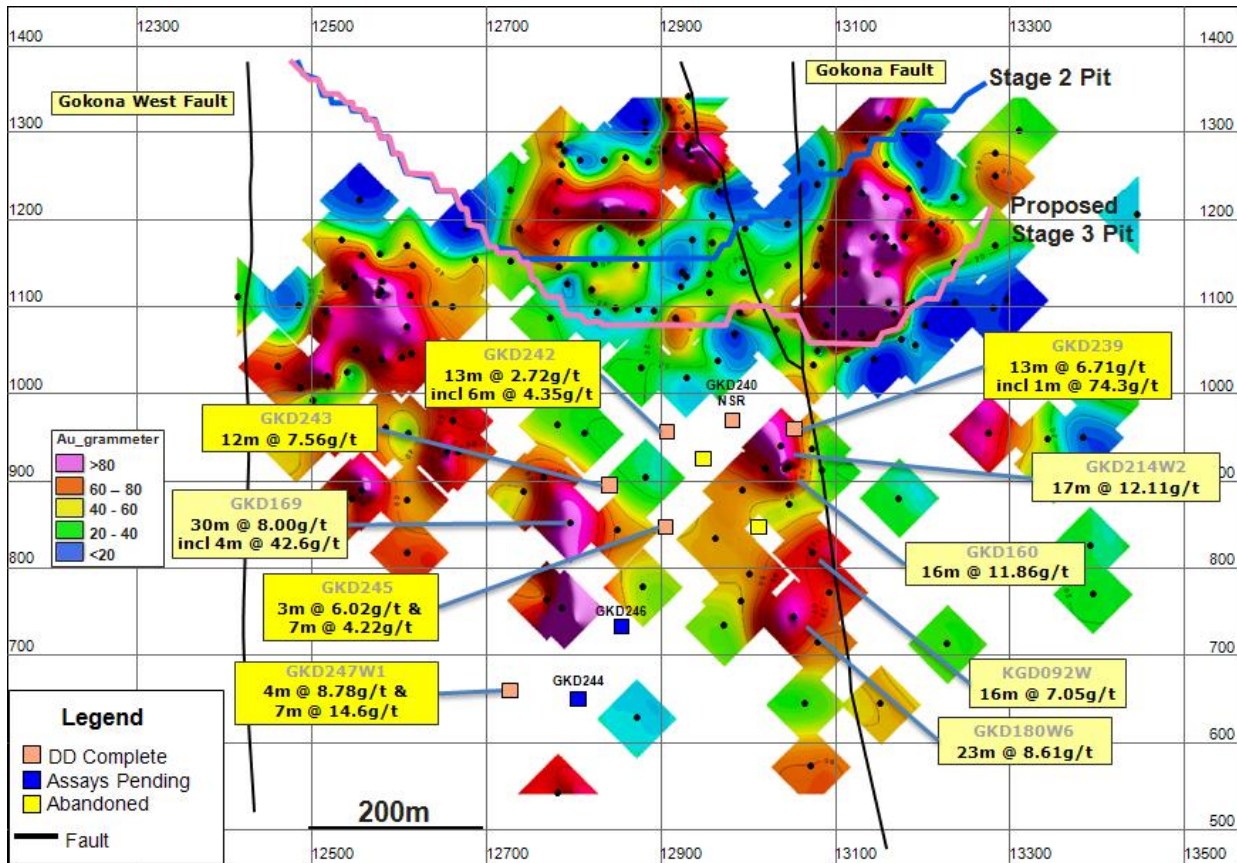 12300
12500
12700
12900
13100
13300
1400
1400
Gokona West Fault
Gokona Fault
Stage 2 Pit
1300
1300
1200
1200
Proposed
Stage 3 Pit
1100
1100
GKD242
13m @ 2.72g/t
incl 6m @ 4.35g/t
GKD240
NSR
GKD239
13m @ 6.71g/t
incl 1m @ 74.3g/t
1000
1000
GKD243
12m @ 7.56g/t
Au_grammeter
>80
60 – 80
40 - 60
20 - 40
<20
900
900
GKD214W2
17m @ 12.11g/t
GKD169
30m @ 8.00g/t
incl 4m @ 42.6g/t
GKD160
16m @ 11.86g/t
800
800
GKD245
3m @ 6.02g/t &
7m @ 4.22g/t
GKD246
700
700
GKD247W1
4m @ 8.78g/t &
7m @ 14.6g/t
GKD244
KGD092W
16m @ 7.05g/t
GKD180W6
23m @ 8.61g/t
Legend
DD Complete
Assays Pending
Abandoned
Fault
600
600
200m
500
12500
12700
12900
13100
13300
13500